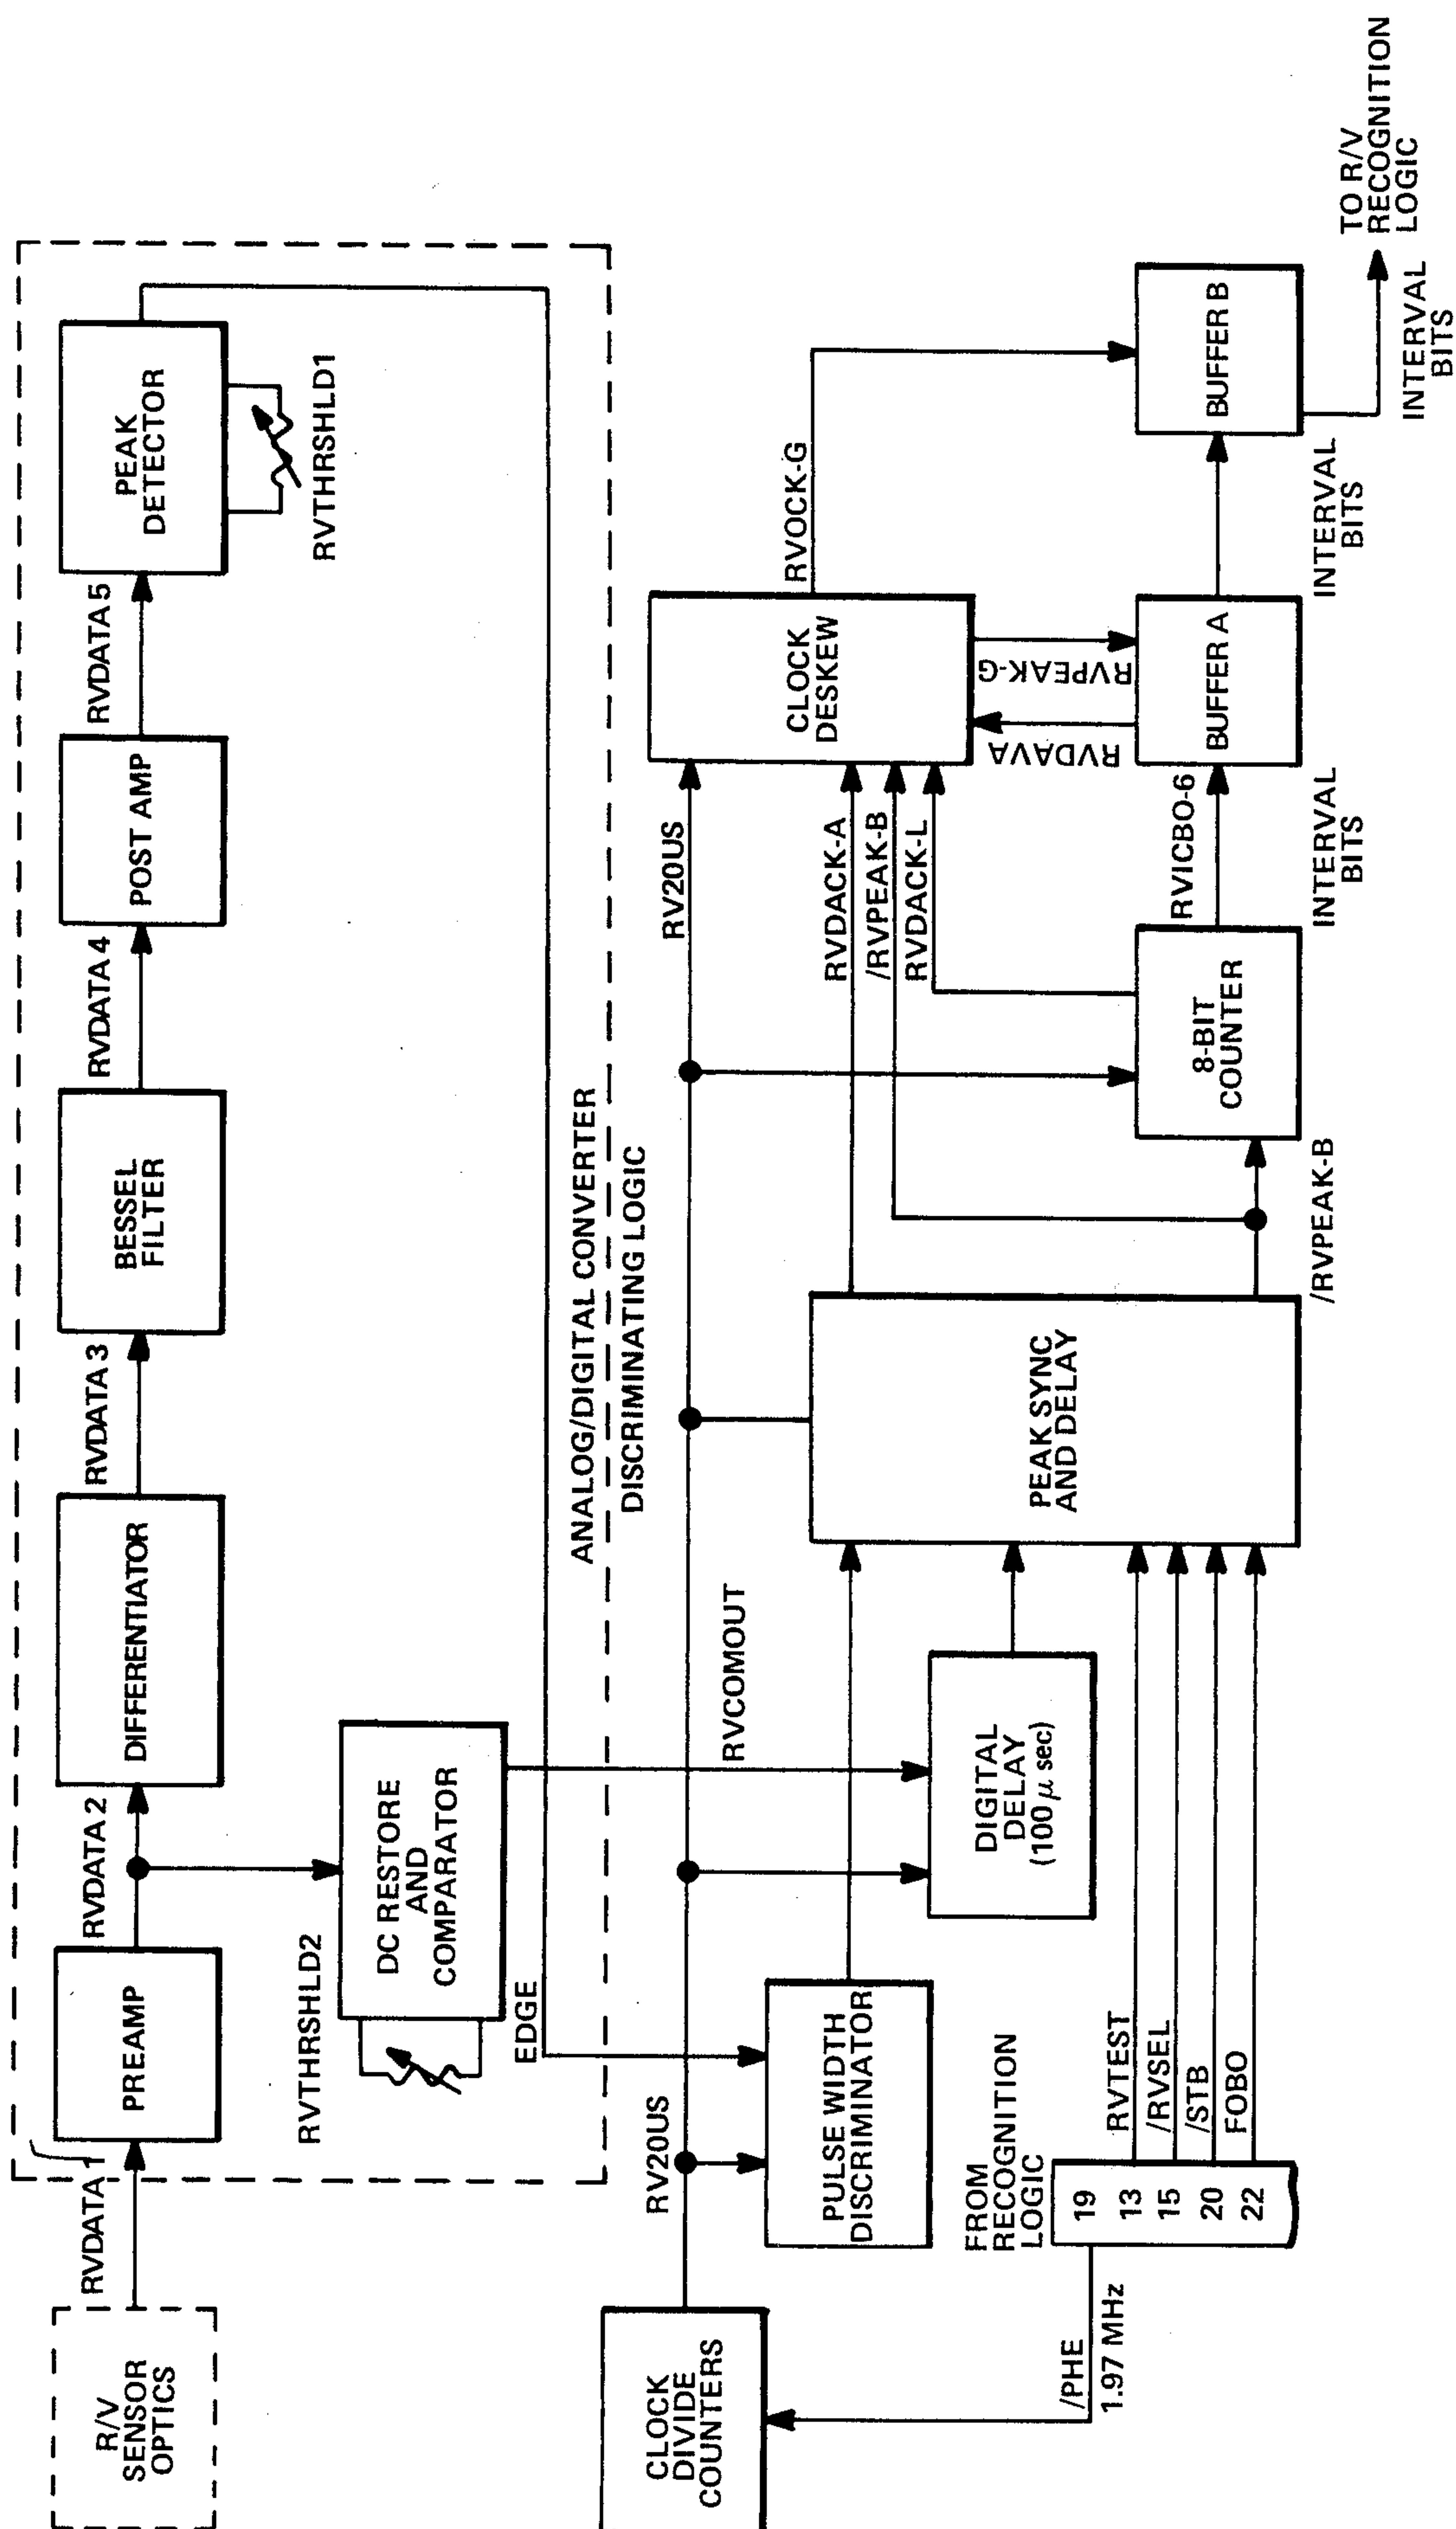 R/V
SENSOR
OPTICS
RVDATA 1
PREAMP
RVDATA 2
DIFFERENTIATOR
RVDATA 3
BESSEL
FILTER
RVDATA 4
POST AMP
RVDATA 5
PEAK
DETECTOR
RVTHRSHLD1
RVTHRSHLD2
DC RESTORE
AND
COMPARATOR
EDGE
ANALOG/DIGITAL CONVERTER
DISCRIMINATING LOGIC
CLOCK
DIVIDE
COUNTERS
RV20US
RVCOMOUT
RV20US
PULSE WIDTH
DISCRIMINATOR
DIGITAL
DELAY
(100 μ sec)
PEAK SYNC
AND DELAY
RVDACK-A
/RVPEAK-B
RVDACK-L
CLOCK
DESKEW
RVOCK-G
RVDAVA
RVPEAK-G
/PHE
1.97 MHz
FROM
RECOGNITION
LOGIC
19
13
15
20
22
RVTEST
/RVSEL
/STB
FOBO
/RVPEAK-B
8-BIT
COUNTER
RVICBO-6
INTERVAL
BITS
BUFFER A
INTERVAL
BITS
BUFFER B
INTERVAL
BITS
TO R/V
RECOGNITION
LOGIC